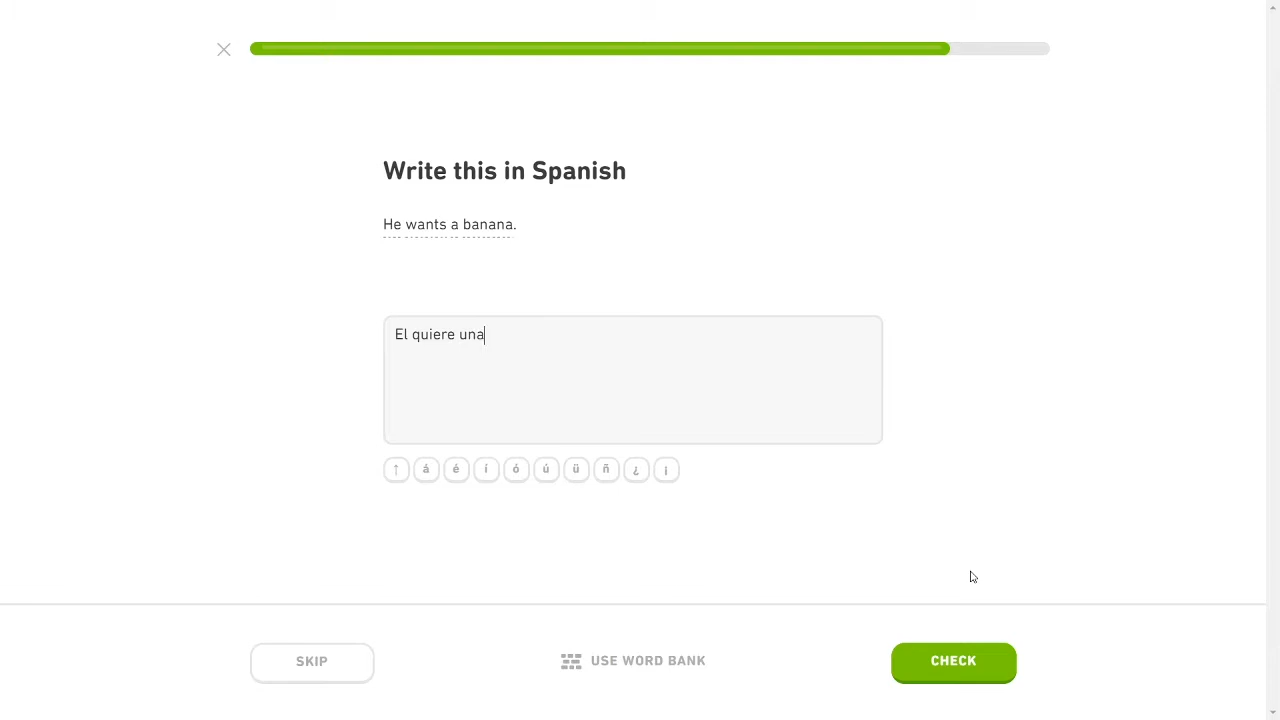 Write this in Spanish
He wants a banana.
El quiere una
↑ á é í ó ú ü ñ ¿ ¡
SKIP
USE WORD BANK
CHECK